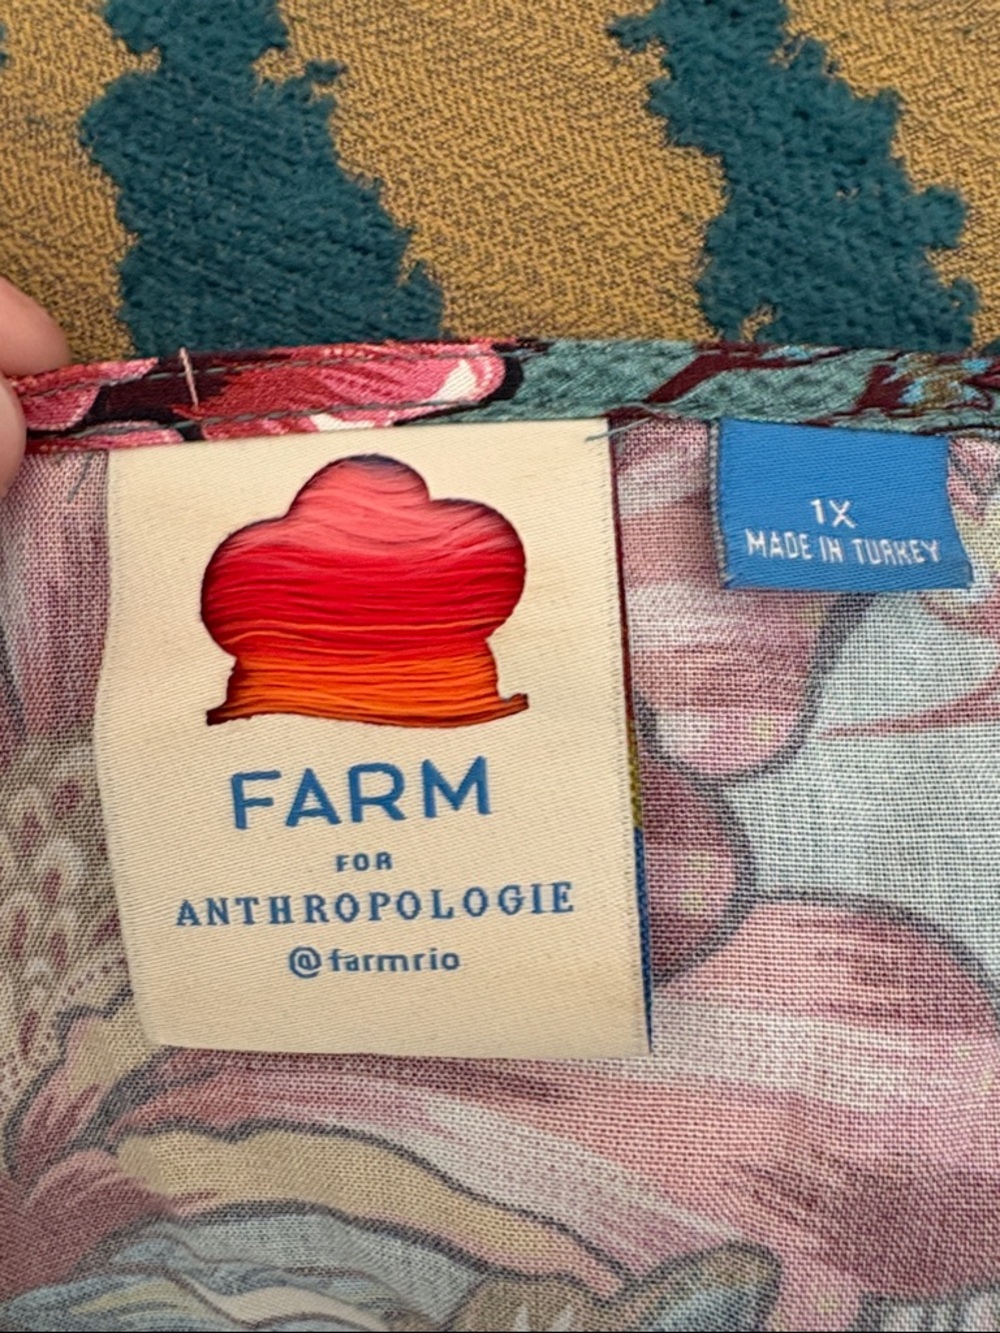 FARM
FOR
ANTHROPOLOGIE
@farmrio
1X
MADE IN TURKEY